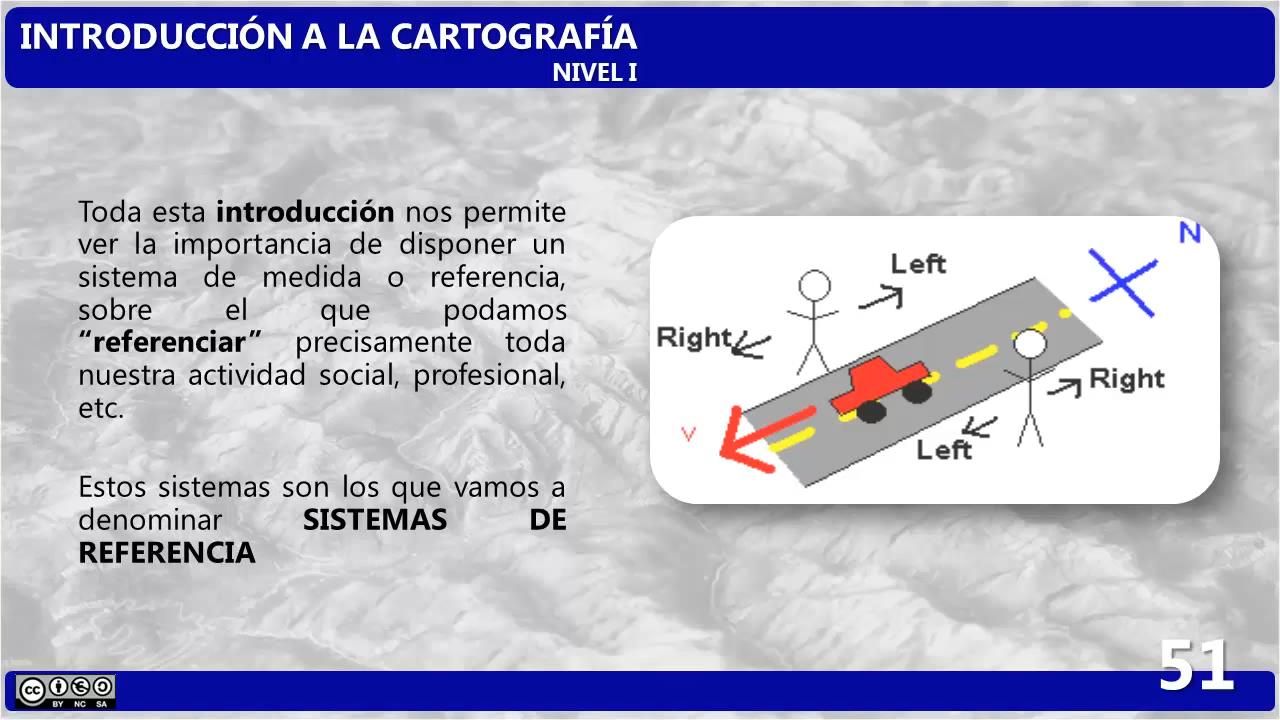 INTRODUCCIÓN A LA CARTOGRAFÍA
NIVEL I
Toda esta introducción nos permite
ver la importancia de disponer un
sistema de medida o referencia,
sobre el que podamos
“referenciar” precisamente toda
nuestra actividad social, profesional,
etc.
Estos sistemas son los que vamos a
denominar SISTEMAS DE
REFERENCIA
N
Left
Right
Right
V
Left
51
cc
BY NC SA